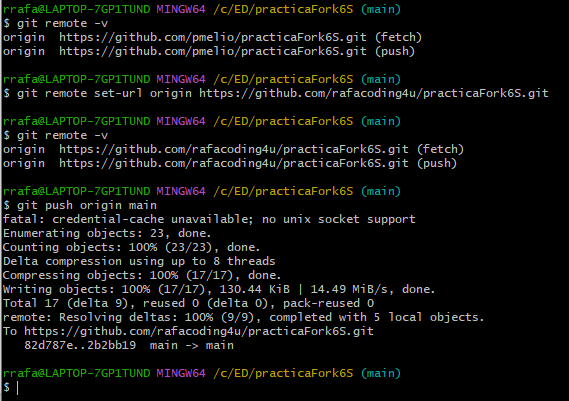 rrafa@LAPTOP-7GP1TUND MINGW64 /c/ED/practicaFork6S (main)
$ git remote -v
origin  https://github.com/pmelio/practicaFork6S.git (fetch)
origin  https://github.com/pmelio/practicaFork6S.git (push)
rrafa@LAPTOP-7GP1TUND MINGW64 /c/ED/practicaFork6S (main)
$ git remote set-url origin https://github.com/rafacoding4u/practicaFork6S.git
rrafa@LAPTOP-7GP1TUND MINGW64 /c/ED/practicaFork6S (main)
$ git remote -v
origin  https://github.com/rafacoding4u/practicaFork6S.git (fetch)
origin  https://github.com/rafacoding4u/practicaFork6S.git (push)
rrafa@LAPTOP-7GP1TUND MINGW64 /c/ED/practicaFork6S (main)
$ git push origin main
fatal: credential-cache unavailable; no unix socket support
Enumerating objects: 23, done.
Counting objects: 100% (23/23), done.
Delta compression using up to 8 threads
Compressing objects: 100% (17/17), done.
Writing objects: 100% (17/17), 130.44 KiB | 14.49 MiB/s, done.
Total 17 (delta 9), reused 0 (delta 0), pack-reused 0
remote: Resolving deltas: 100% (9/9), completed with 5 local objects.
To https://github.com/rafacoding4u/practicaFork6S.git
   82d787e..2b2bb19  main -> main
rrafa@LAPTOP-7GP1TUND MINGW64 /c/ED/practicaFork6S (main)
$